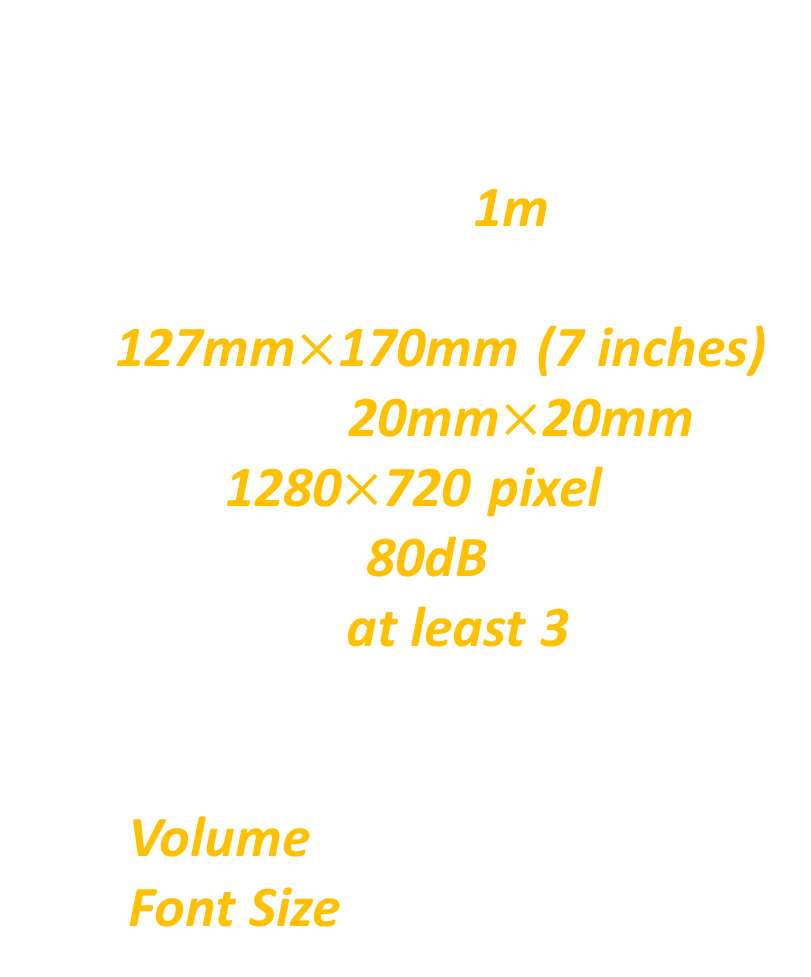 1m
127mm×170mm (7 inches)
20mm×20mm
1280×720 pixel
80dB
at least 3
Volume
Font Size